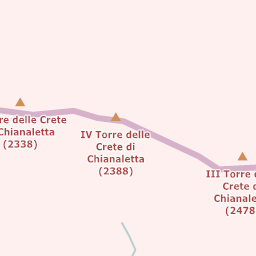 re delle Crete
Chianaletta
(2338)
IV Torre delle
Crete di
Chianaletta
(2388)
III Torre d
Crete d
Chianale
(2478